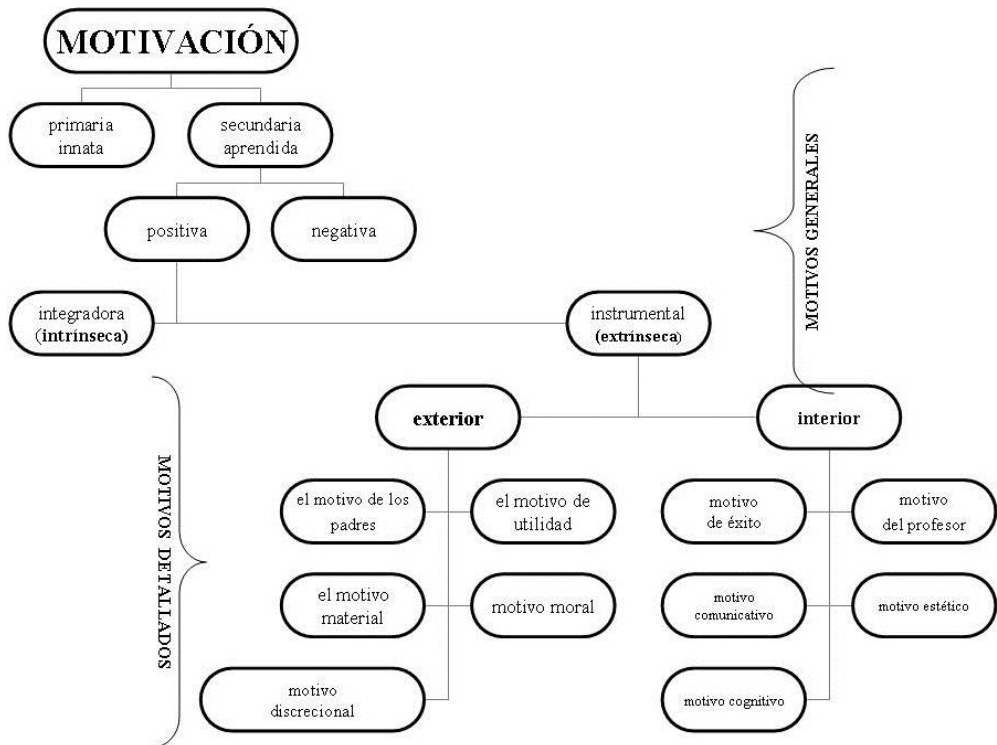 MOTIVACIÓN
primaria
innata
secundaria
aprendida
positiva
negativa
integradora
(intrínseca)
instrumental
(extrínseca)
MOTIVOS GENERALES
exterior
interior
MOTIVOS DETALLADOS
el motivo de los
padres
el motivo de
utilidad
motivo
de éxito
motivo
del profesor
el motivo
material
motivo moral
motivo
comunicativo
motivo estético
motivo
discrecional
motivo cognitivo